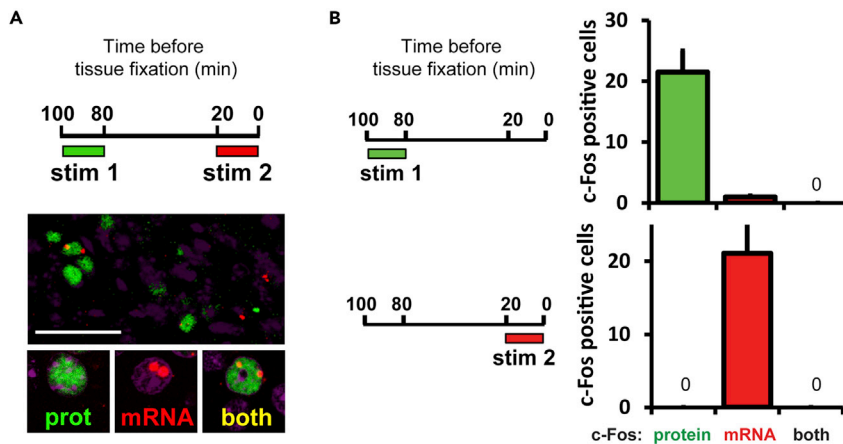 A
Time before
tissue fixation (min)
100 80 20 0
stim 1 stim 2
prot mRNA both
B
Time before
tissue fixation (min)
100 80 20 0
stim 1
100 80 20 0
stim 2
c-Fos positive cells
30
20
10
0
0
c-Fos positive cells
20
10
0
0 0
c-Fos: protein mRNA both